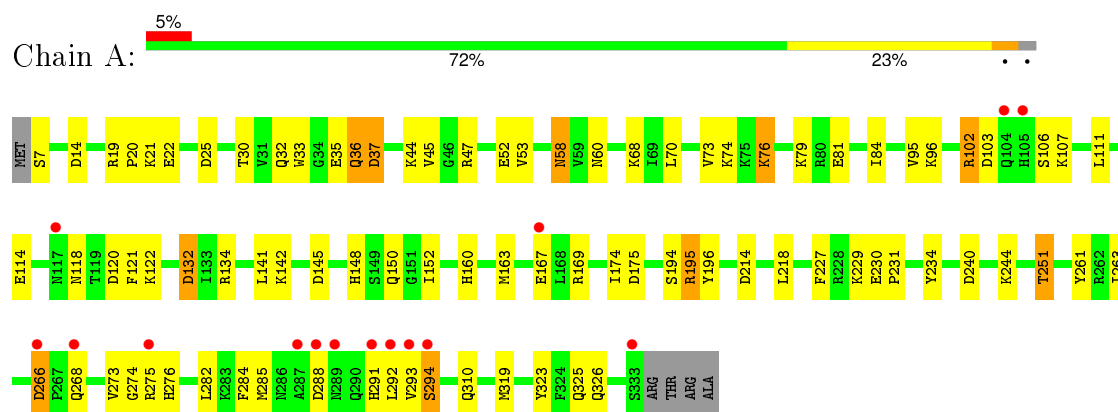 5%
Chain A:
72% 23% • •
MET S7 D14 R19 P20 K21 E22 D25 T30 V31 Q32 W33 G34 E35 Q36 D37 K44 V45 G46 R47 E52 V53 N58 V59 N60 K68 I69 L70 V73 K74 K75 K76 K79 R80 E81 I84 V95 K96 R102 D103 Q104 H105 S106 K107 L111
E114 N117 N118 T119 D120 F121 K122 D132 I133 R134 L141 K142 D145 H148 S149 Q150 G151 I152 H160 M163 E167 L168 R169 I174 D175 S194 R195 Y196 D214 L218 F227 R228 K229 E230 P231 Y234 D240 K244 T251 Y261 R262
D266 P267 Q268 V273 G274 R275 H276 L282 K283 F284 M285 N286 A287 D288 N289 Q290 H291 L292 V293 S294 Q310 M319 Y323 F324 Q325 Q326 S333 ARG THR ARG ALA